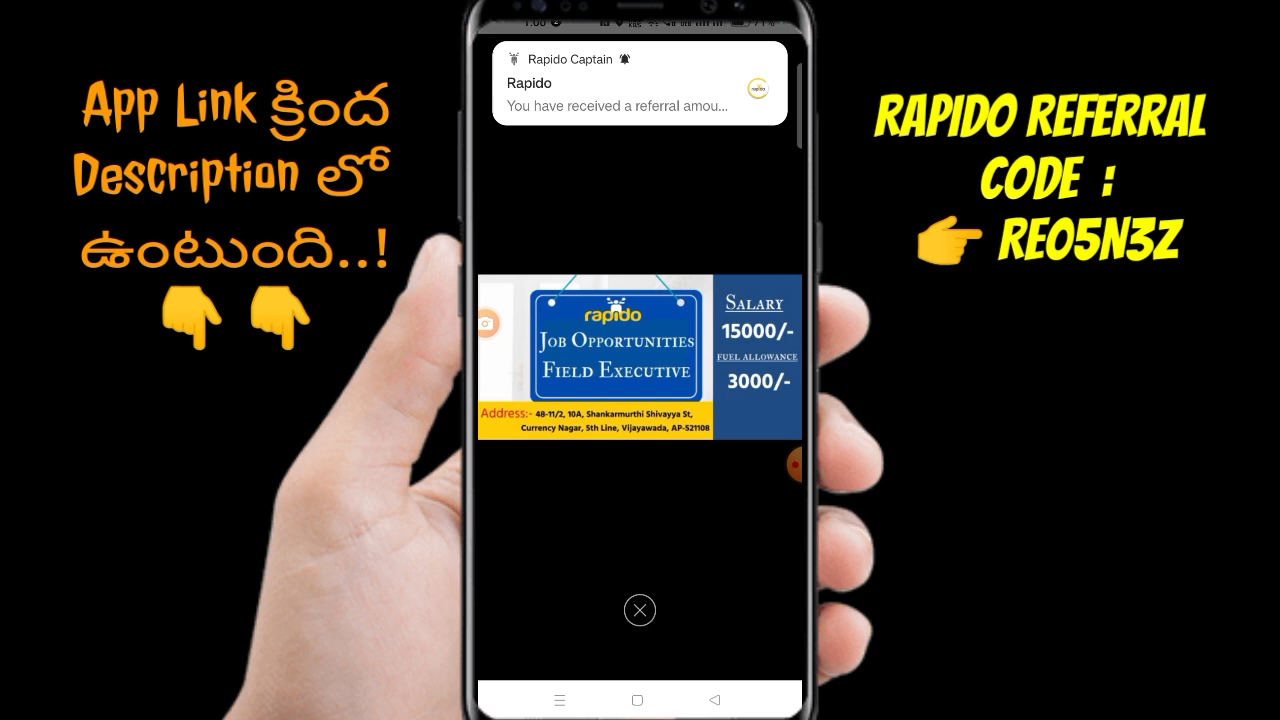 App Link క్రింద
Description లో
ఉంటుంది..!
Rapido Captain
Rapido
You have received a referral amou...
rapido
rapido
Job Opportunities
Field Executive
Salary
15000/-
FUEL ALLOWANCE
3000/-
Address:- 48-11/2, 10A, Shankarmurthi Shivayya St,
Currency Nagar, 5th Line, Vijayawada, AP-521108
RAPIDO REFERRAL
CODE :
👉 REO5N3Z